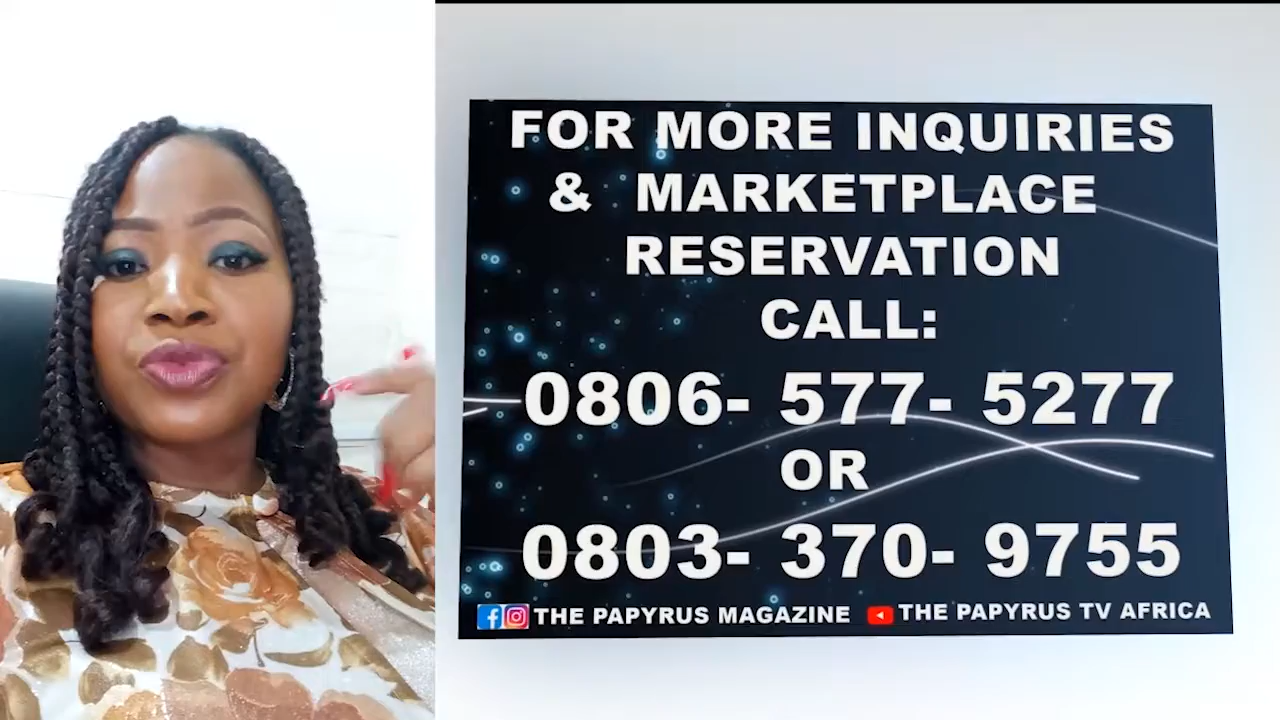 FOR MORE INQUIRIES
& MARKETPLACE
RESERVATION
CALL:
0806- 577- 5277
OR
0803- 370- 9755
THE PAPYRUS MAGAZINE THE PAPYRUS TV AFRICA